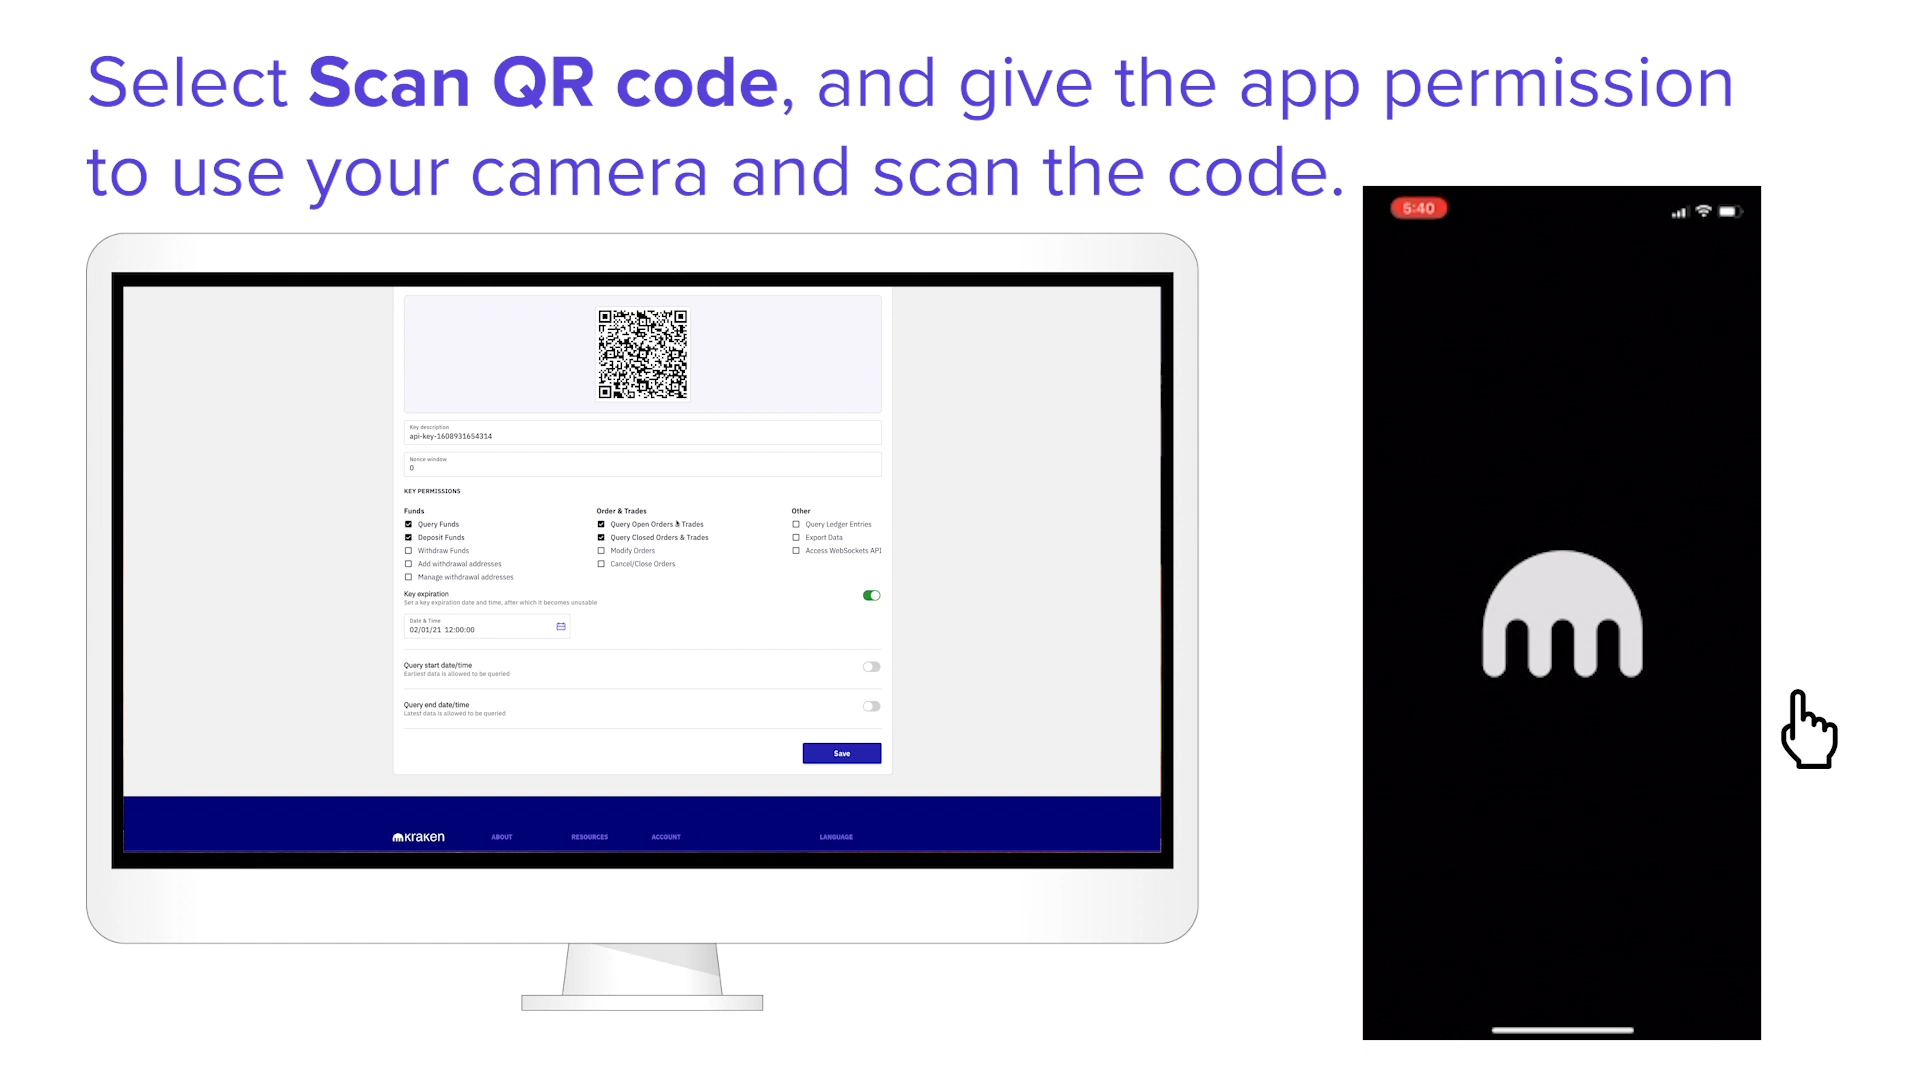 Select Scan QR code, and give the app permission
to use your camera and scan the code.
5:40
Key description
api-key-1608931654314
Nonce window
0
KEY PERMISSIONS
Funds
Query Funds
Deposit Funds
Withdraw Funds
Add withdrawal addresses
Manage withdrawal addresses
Order & Trades
Query Open Orders & Trades
Query Closed Orders & Trades
Modify Orders
Cancel/Close Orders
Other
Query Ledger Entries
Export Data
Access WebSockets API
Key expiration
Set a key expiration date and time, after which it becomes unusable
Date & Time
02/01/21 12:00:00
Query start date/time
Earliest data is allowed to be queried
Query end date/time
Latest data is allowed to be queried
Save
kraken
ABOUT
RESOURCES
ACCOUNT
LANGUAGE